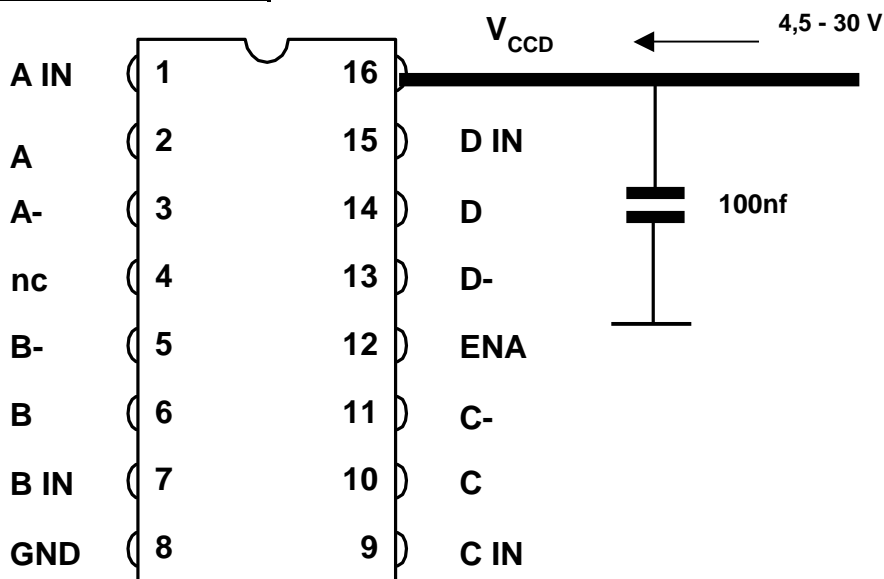 V CCD 4,5 - 30 V
A IN 1 16
A 2 15 D IN
A- 3 14 D 100nf
nc 4 13 D-
B- 5 12 ENA
B 6 11 C-
B IN 7 10 C
GND 8 9 C IN